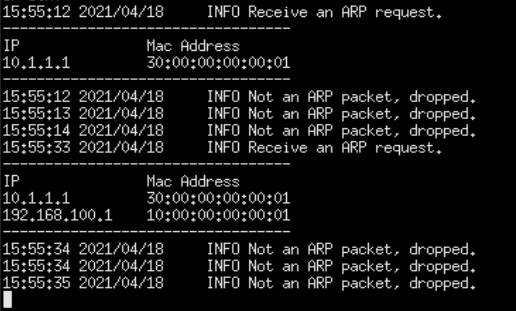 15:55:12 2021/04/18     INFO Receive an ARP request.
----------------------------------
IP              Mac Address
10.1.1.1        30:00:00:00:00:01
----------------------------------
15:55:12 2021/04/18     INFO Not an ARP packet, dropped.
15:55:13 2021/04/18     INFO Not an ARP packet, dropped.
15:55:14 2021/04/18     INFO Not an ARP packet, dropped.
15:55:33 2021/04/18     INFO Receive an ARP request.
----------------------------------
IP              Mac Address
10.1.1.1        30:00:00:00:00:01
192.168.100.1   10:00:00:00:00:01
----------------------------------
15:55:34 2021/04/18     INFO Not an ARP packet, dropped.
15:55:34 2021/04/18     INFO Not an ARP packet, dropped.
15:55:35 2021/04/18     INFO Not an ARP packet, dropped.